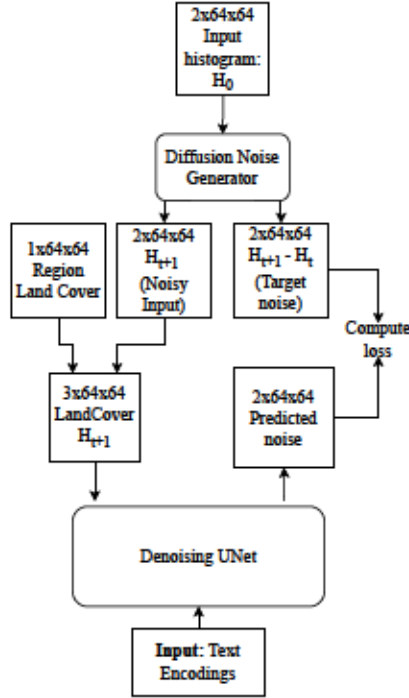 2x64x64
Input
histogram:
H₀
Diffusion Noise
Generator
1x64x64
Region
Land Cover
2x64x64
Hₜ₊₁
(Noisy
Input)
2x64x64
Hₜ₊₁ - Hₜ
(Target
noise)
Compute
loss
3x64x64
LandCover
Hₜ₊₁
2x64x64
Predicted
noise
Denoising UNet
Input: Text
Encodings